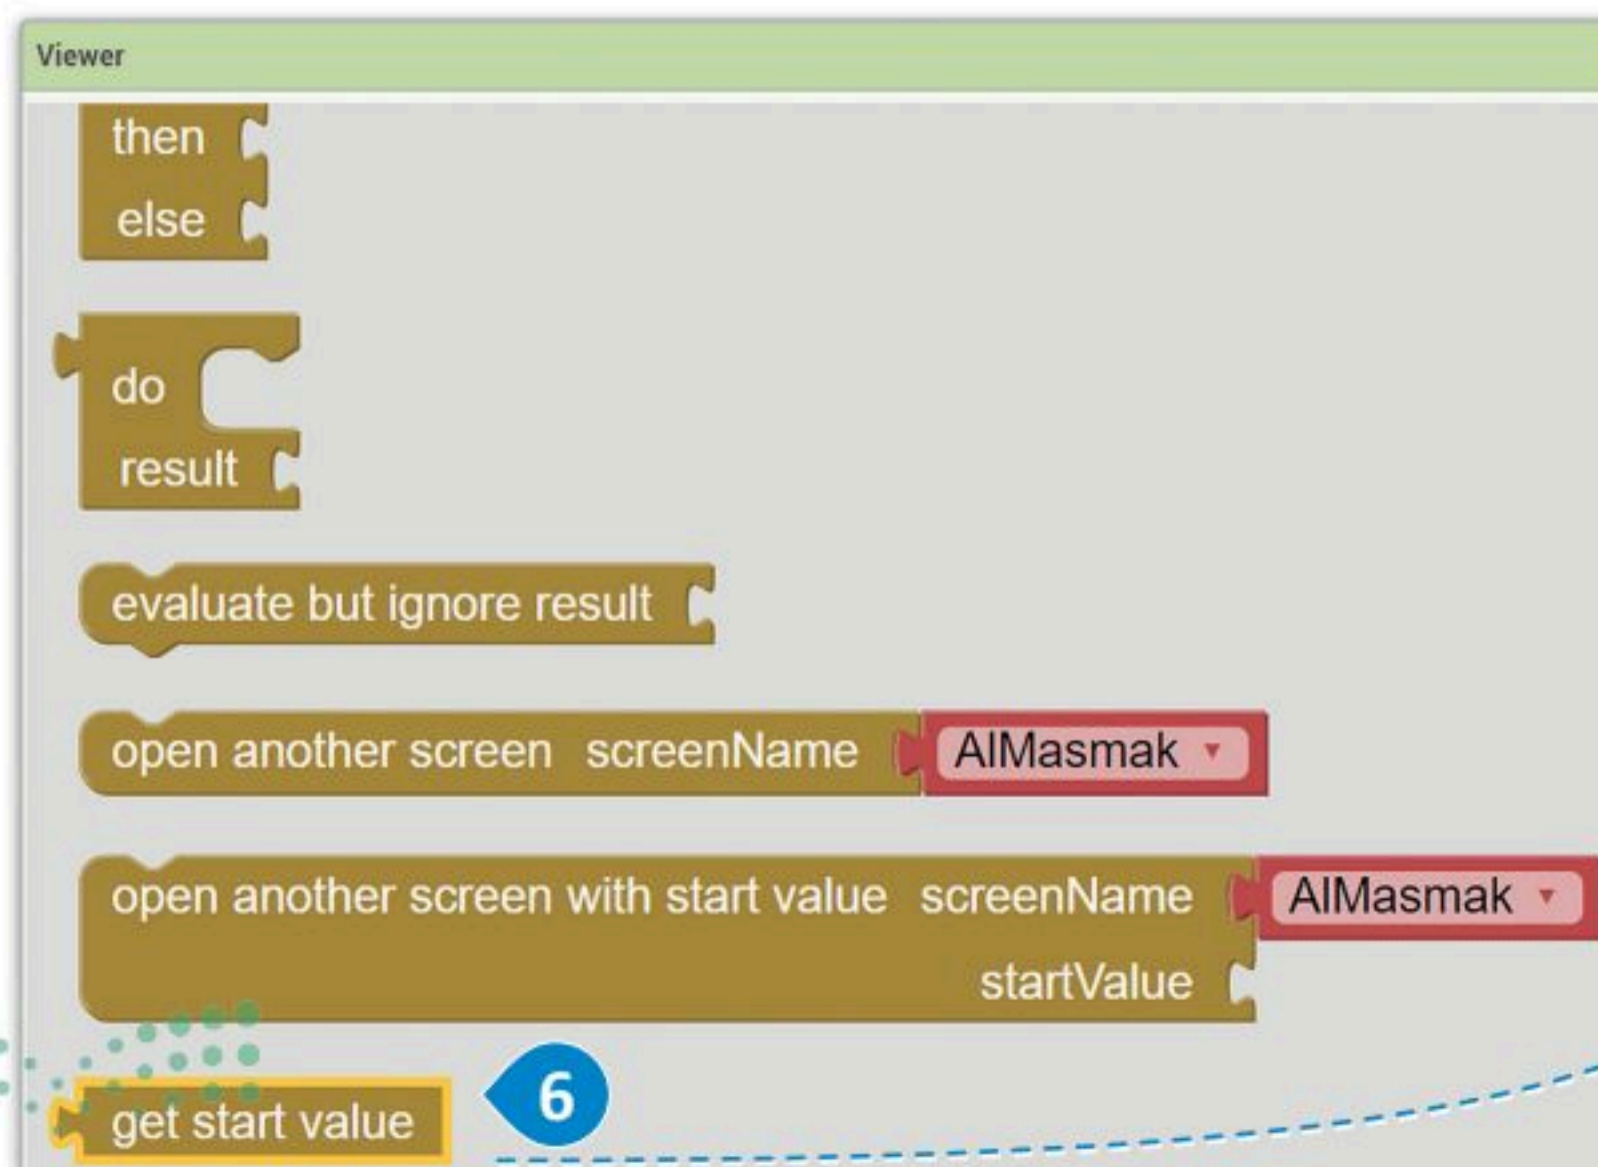 Viewer
then
else
do
result
evaluate but ignore result
open another screen screenName AlMasmak
open another screen with start value screenName AlMasmak
startValue
get start value
6